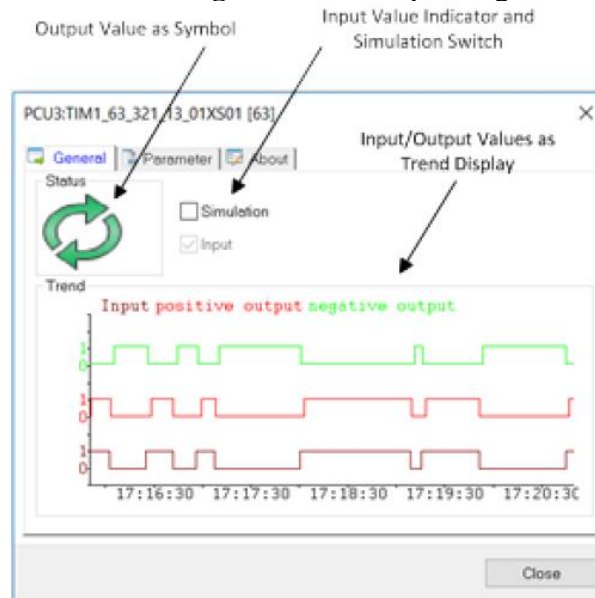 Output Value as Symbol
Input Value Indicator and
Simulation Switch
PCU3:TIM1_63_321_13_01XS01 [63]
General Parameter About
Input/Output Values as
Trend Display
Status
Simulation
Input
Trend
Input positive output negative output
1
0
1
0
1
0
17:16:30 17:17:30 17:18:30 17:19:30 17:20:30
Close